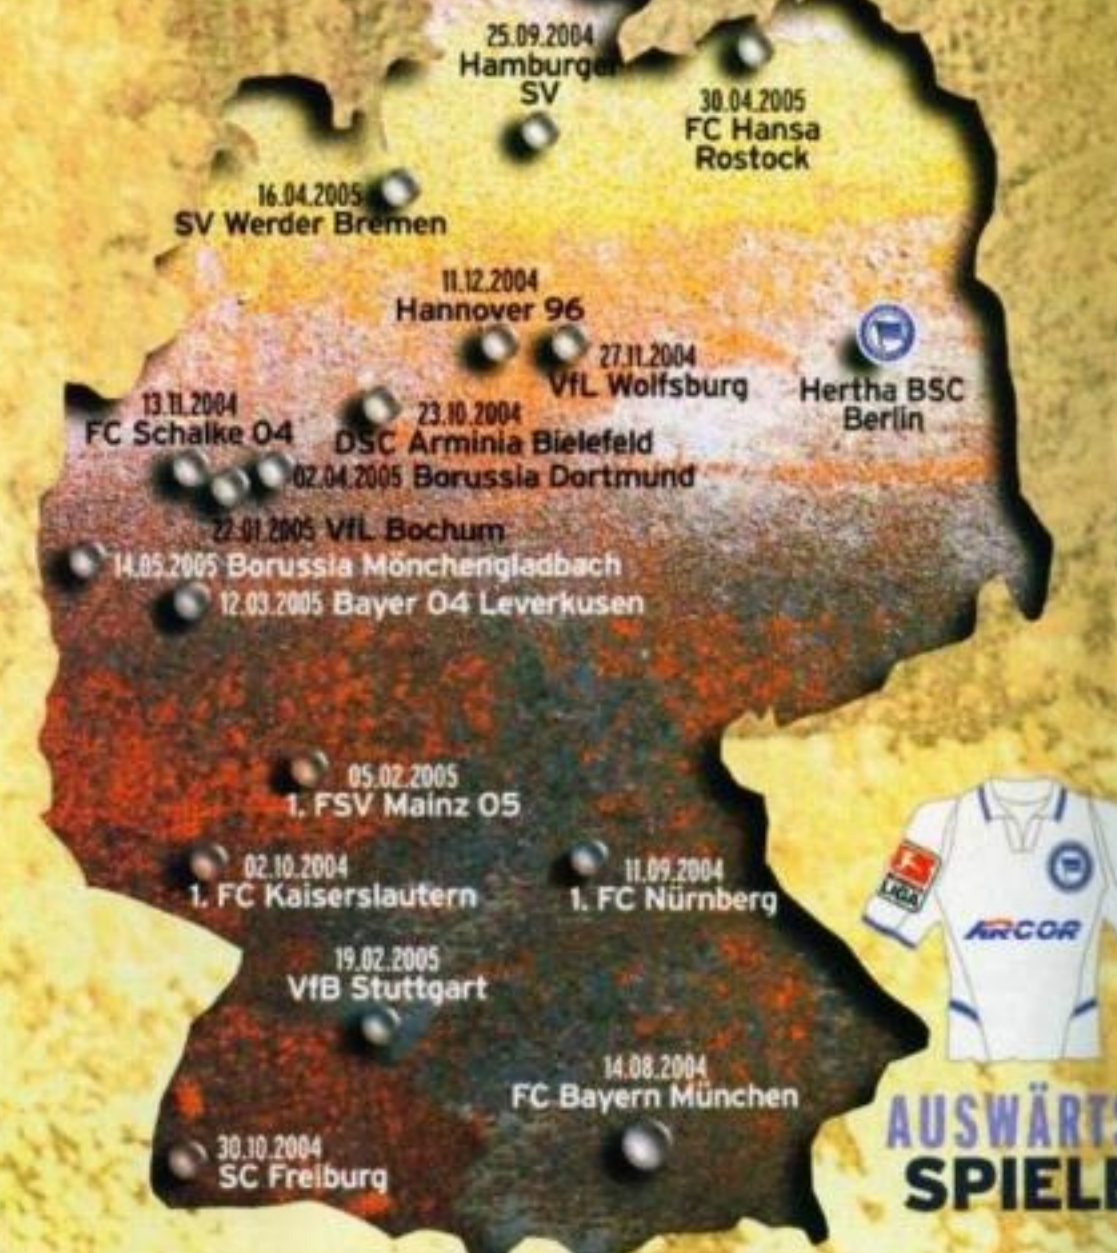 25.09.2004
Hamburger
SV
30.04.2005
FC Hansa
Rostock
16.04.2005
SV Werder Bremen
11.12.2004
Hannover 96
27.11.2004
VfL Wolfsburg
Hertha BSC
Berlin
13.11.2004
FC Schalke 04
23.10.2004
DSC Arminia Bielefeld
02.04.2005 Borussia Dortmund
22.01.2005 VfL Bochum
14.05.2005 Borussia Mönchengladbach
12.03.2005 Bayer 04 Leverkusen
05.02.2005
1. FSV Mainz 05
02.10.2004
1. FC Kaiserslautern
11.09.2004
1. FC Nürnberg
LIGA
ARCOR
19.02.2005
VfB Stuttgart
14.08.2004
FC Bayern München
AUSWÄRTS
SPIELE
30.10.2004
SC Freiburg